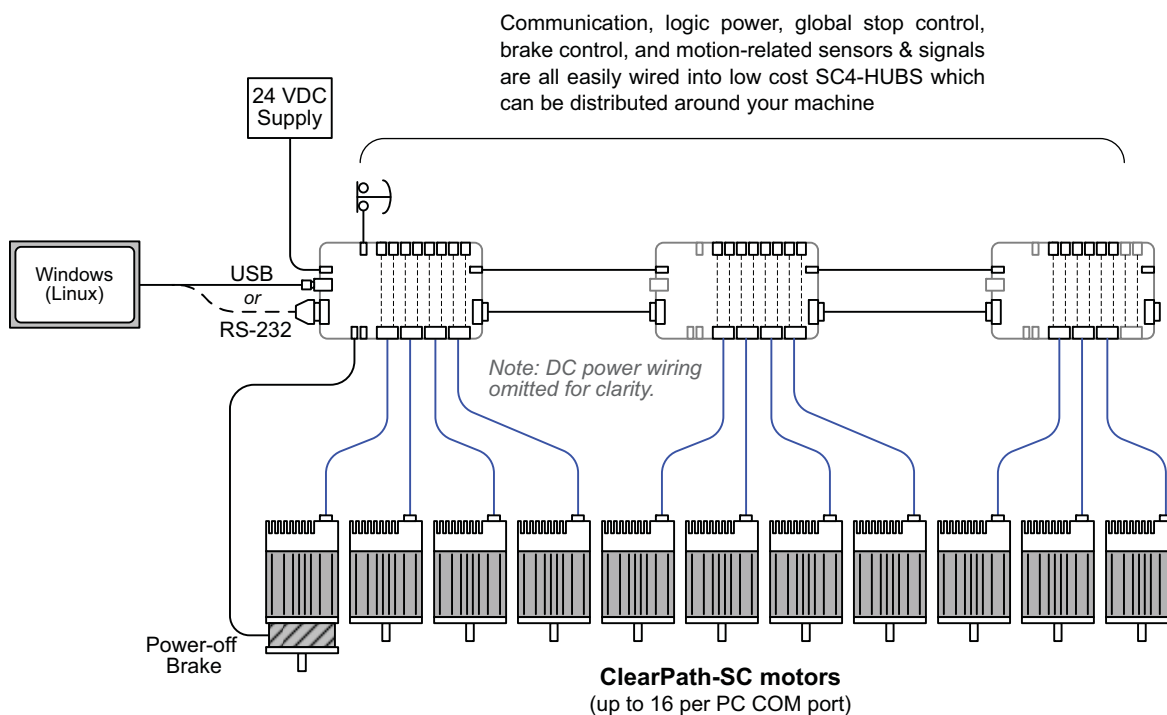 Communication, logic power, global stop control,
brake control, and motion-related sensors & signals
are all easily wired into low cost SC4-HUBS which
can be distributed around your machine
24 VDC
Supply
Windows
(Linux)
USB
or
RS-232
Note: DC power wiring
omitted for clarity.
Power-off
Brake
ClearPath-SC motors
(up to 16 per PC COM port)